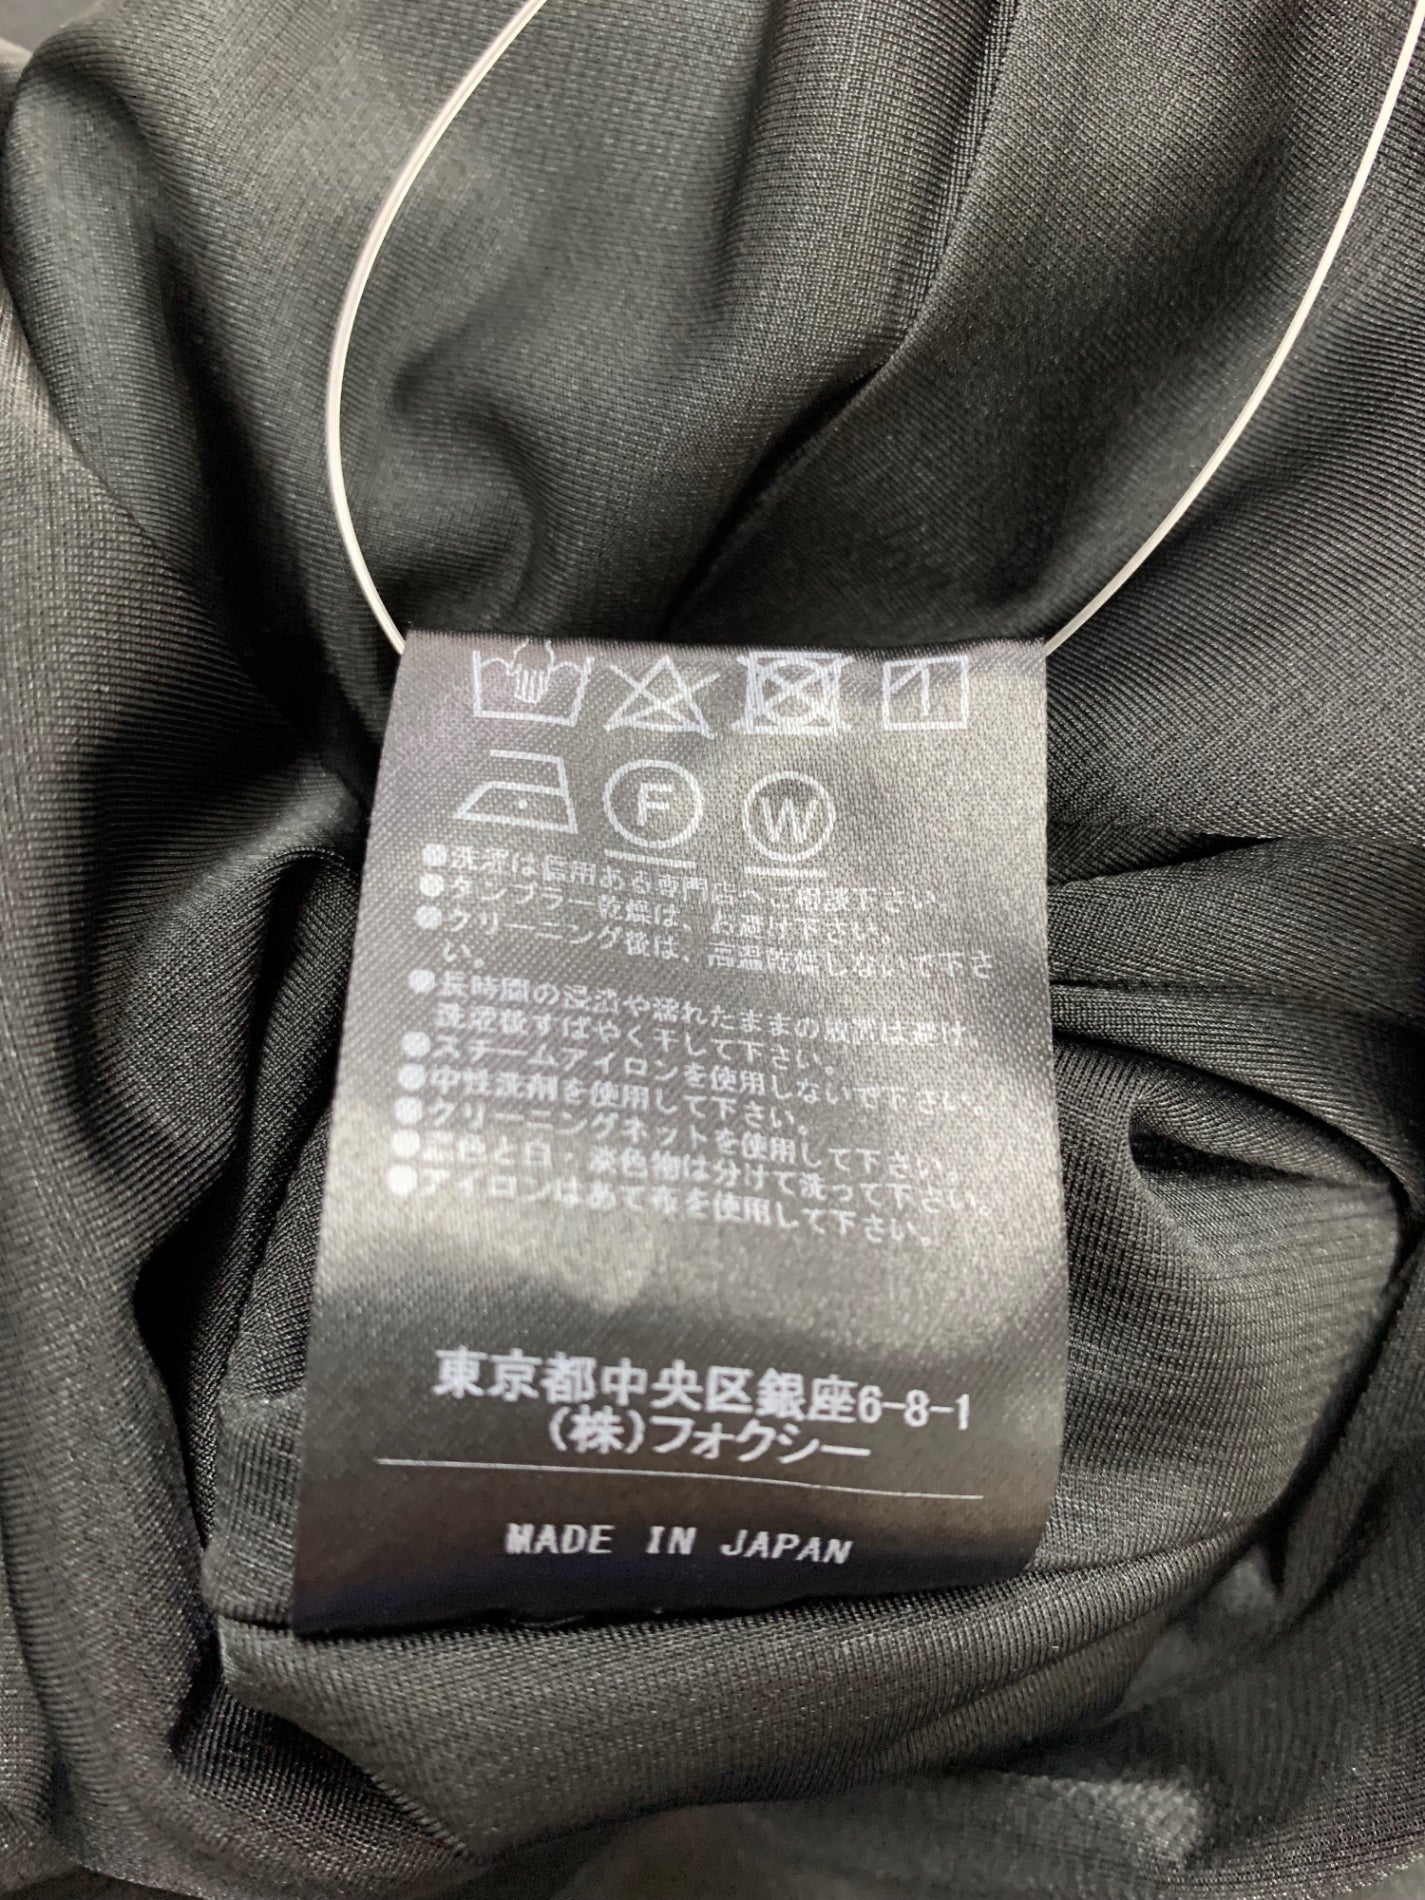 F W
●洗濯は信用ある専門店へご相談下さい。
●タンブラー乾燥は、お避け下さい。
●クリーニング後は、高温乾燥しないで下さ
い。
●長時間の浸漬や濡れたままの放置は避け、
洗濯後すばやく干して下さい。
●スチームアイロンを使用しないで下さい。
●中性洗剤を使用して下さい。
●クリーニングネットを使用して下さい。
●濃色と白・淡色物は分けて洗って下さい。
●アイロンはあて布を使用して下さい。
東京都中央区銀座6-8-1
(株)フォクシー
MADE IN JAPAN